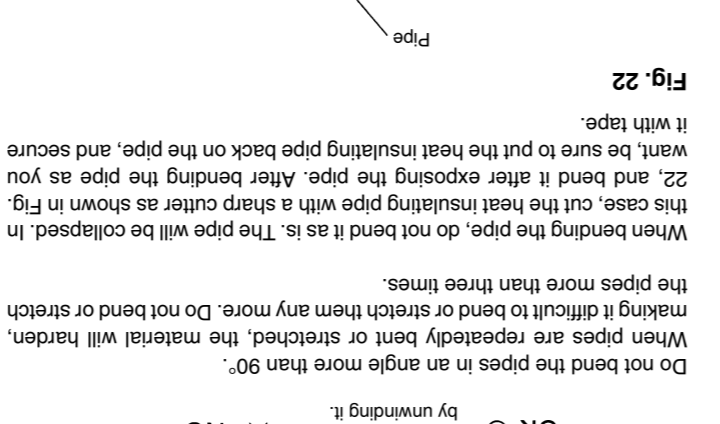 by unwinding it.
Do not bend the pipes in an angle more than 90°.
When pipes are repeatedly bent or stretched, the material will harden,
making it difficult to bend or stretch them any more. Do not bend or stretch
the pipes more than three times.
When bending the pipe, do not bend it as is. The pipe will be collapsed. In
this case, cut the heat insulating pipe with a sharp cutter as shown in Fig.
22, and bend it after exposing the pipe. After bending the pipe as you
want, be sure to put the heat insulating pipe back on the pipe, and secure
it with tape.
Fig. 22
Pipe